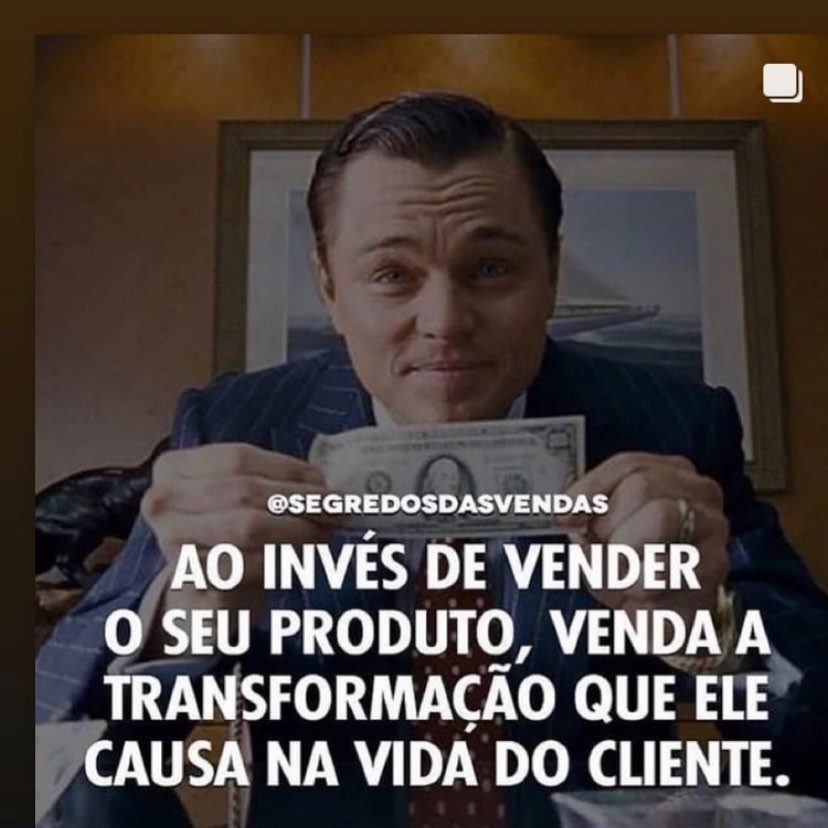 @SEGREDOSDASVENDAS
AO INVÉS DE VENDER
O SEU PRODUTO, VENDA A
TRANSFORMAÇÃO QUE ELE
CAUSA NA VIDA DO CLIENTE.